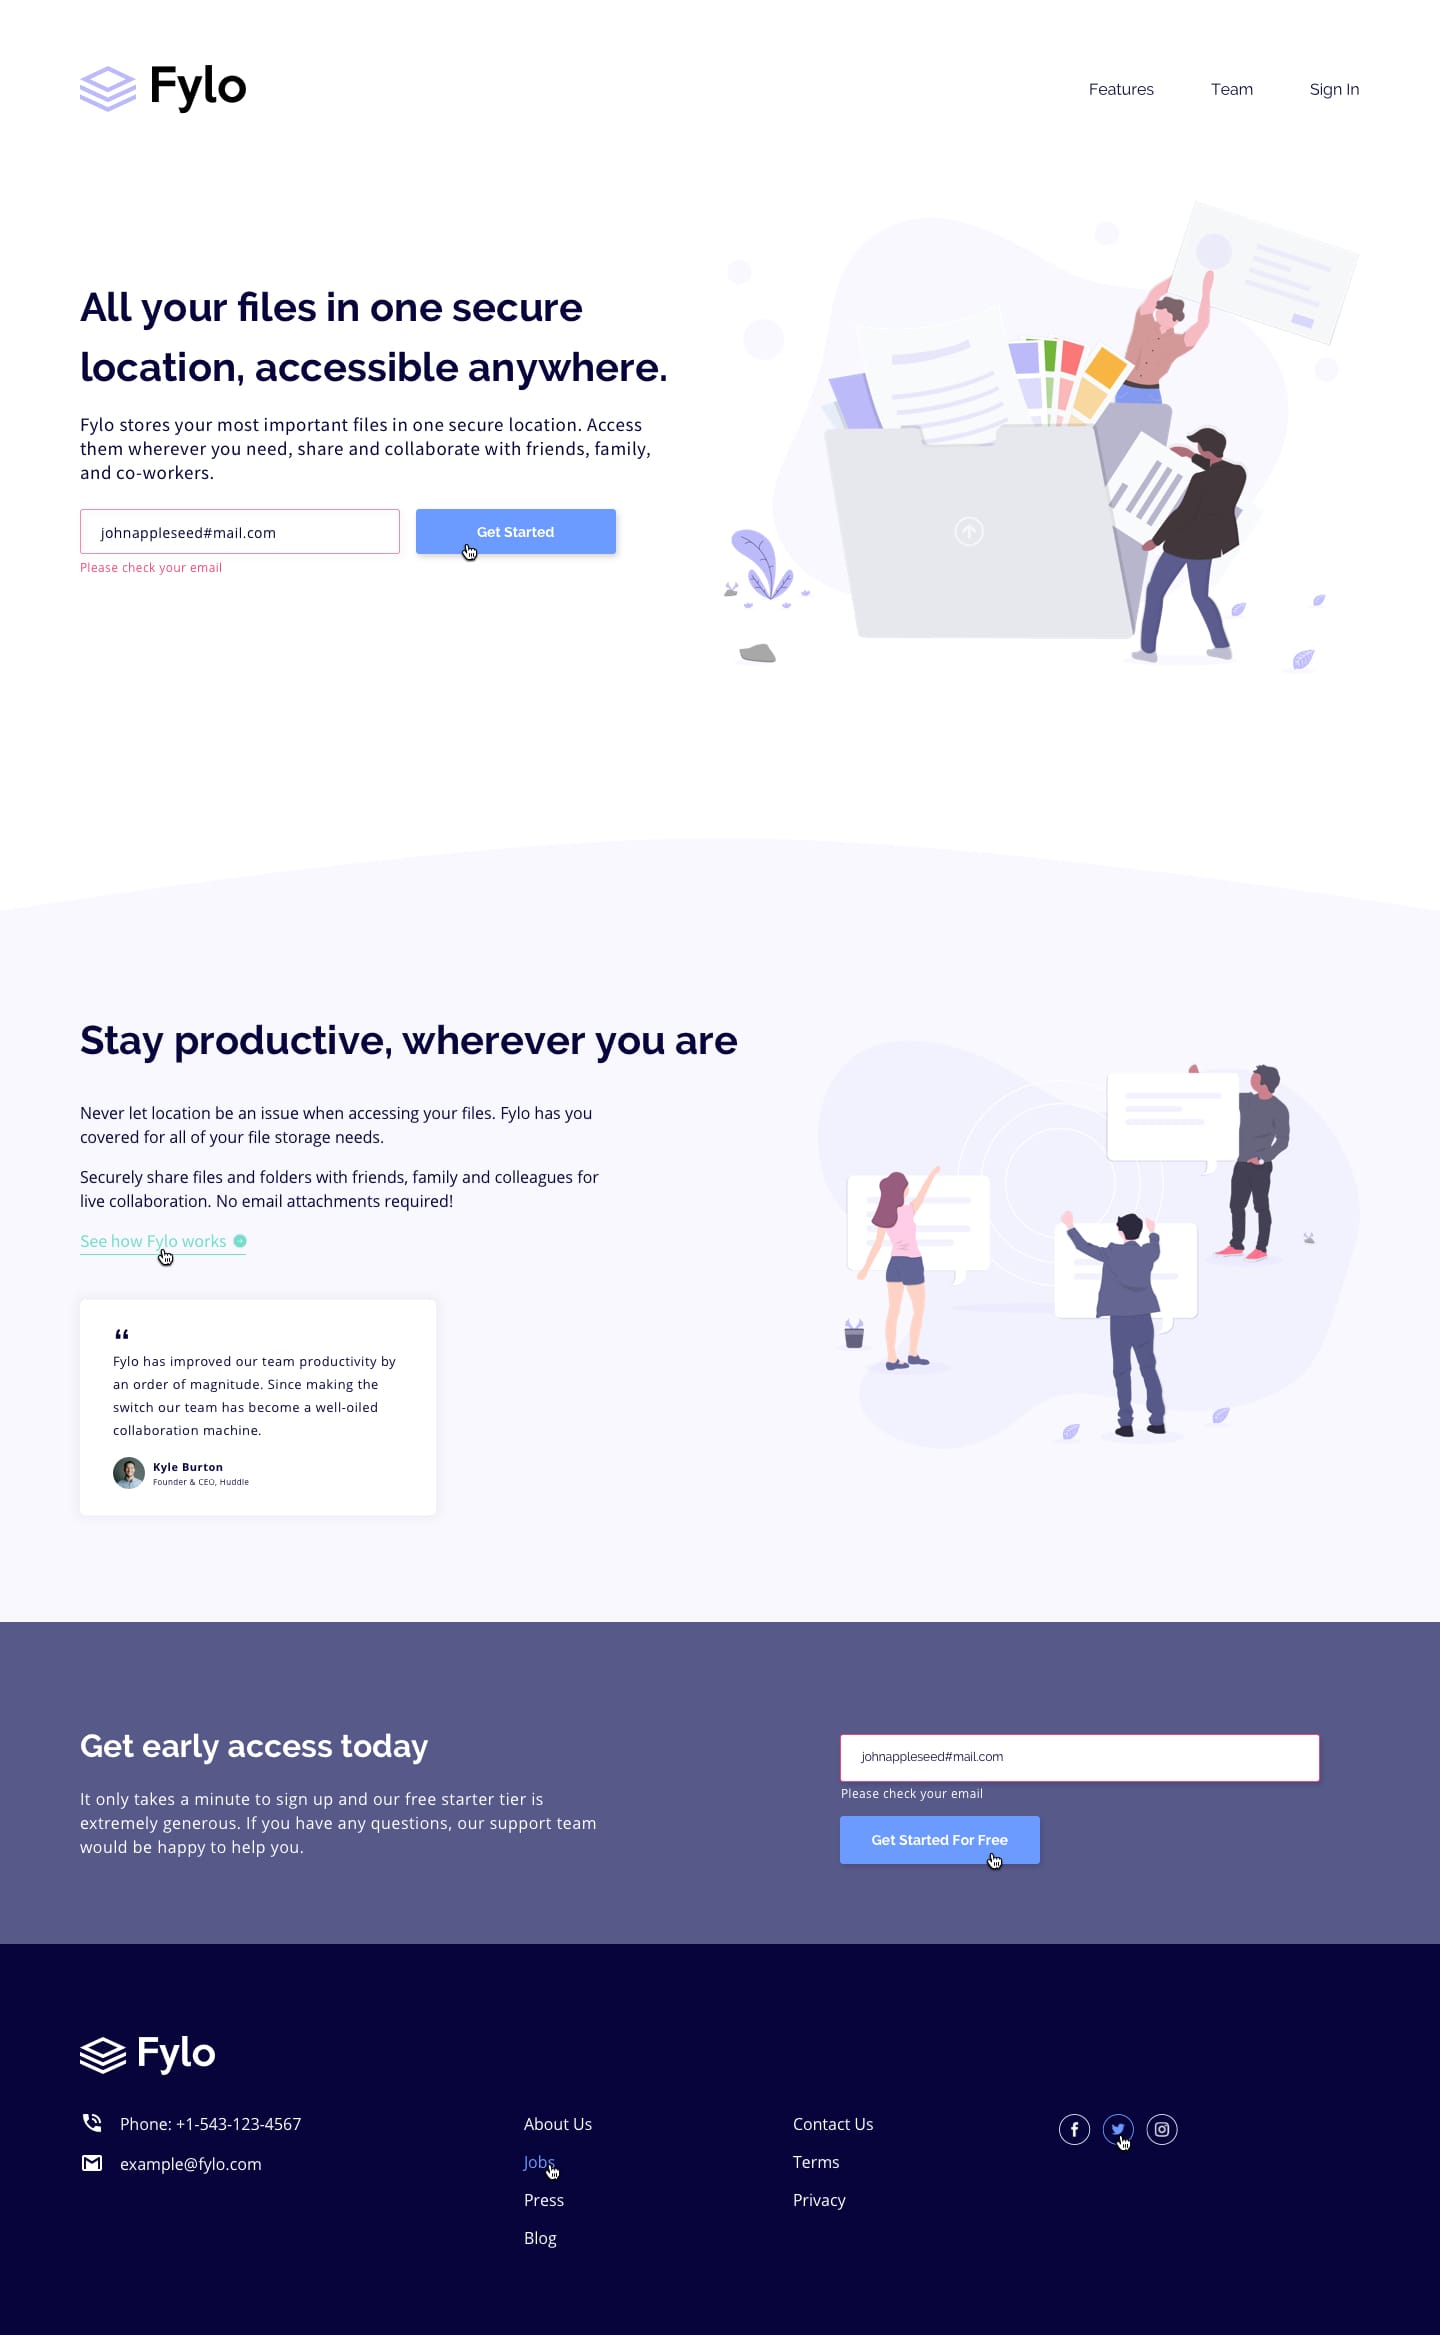 Fylo
Features Team Sign In
All your files in one secure
location, accessible anywhere.
Fylo stores your most important files in one secure location. Access
them wherever you need, share and collaborate with friends, family,
and co-workers.
johnappleseed#mail.com
Get Started
Please check your email
Stay productive, wherever you are
Never let location be an issue when accessing your files. Fylo has you
covered for all of your file storage needs.
Securely share files and folders with friends, family and colleagues for
live collaboration. No email attachments required!
See how Fylo works
“
Fylo has improved our team productivity by
an order of magnitude. Since making the
switch our team has become a well-oiled
collaboration machine.
Kyle Burton
Founder & CEO, Huddle
Get early access today
It only takes a minute to sign up and our free starter tier is
extremely generous. If you have any questions, our support team
would be happy to help you.
johnappleseed#mail.com
Please check your email
Get Started For Free
Fylo
Phone: +1-543-123-4567
example@fylo.com
About Us
Jobs
Press
Blog
Contact Us
Terms
Privacy